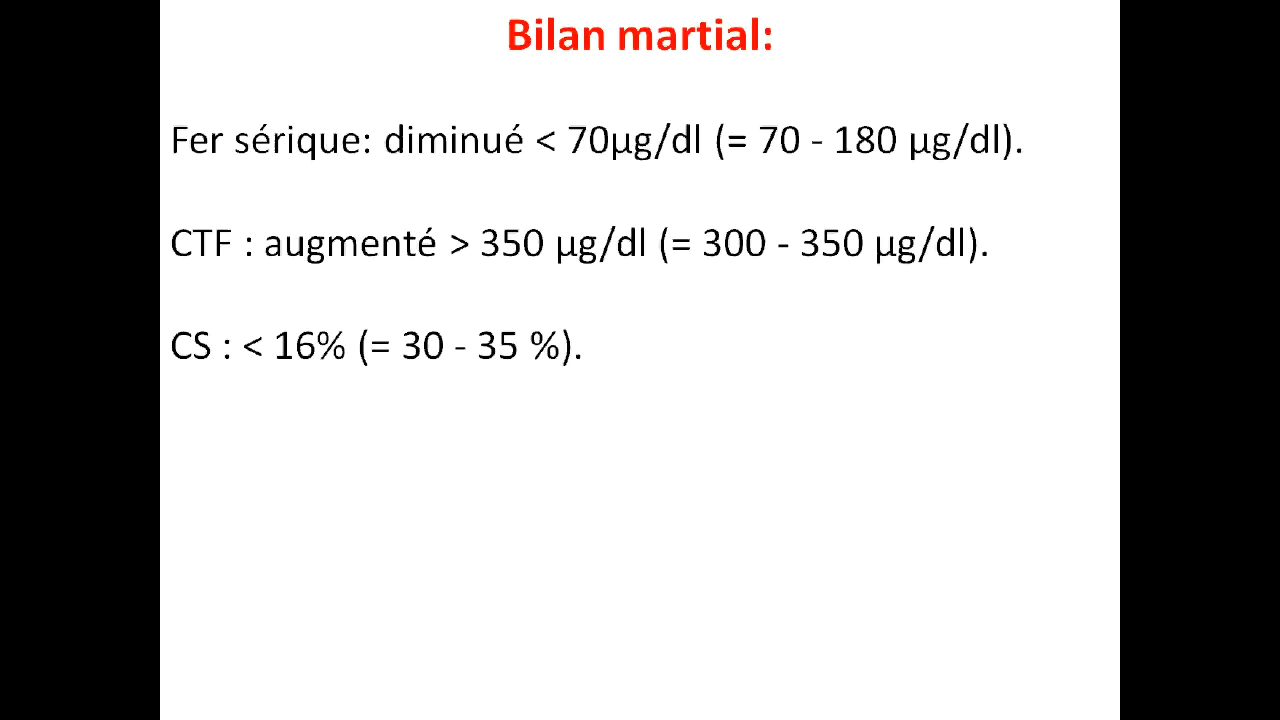 Bilan martial:
Fer sérique: diminué < 70µg/dl (= 70 - 180 µg/dl).
CTF : augmenté > 350 µg/dl (= 300 - 350 µg/dl).
CS : < 16% (= 30 - 35 %).